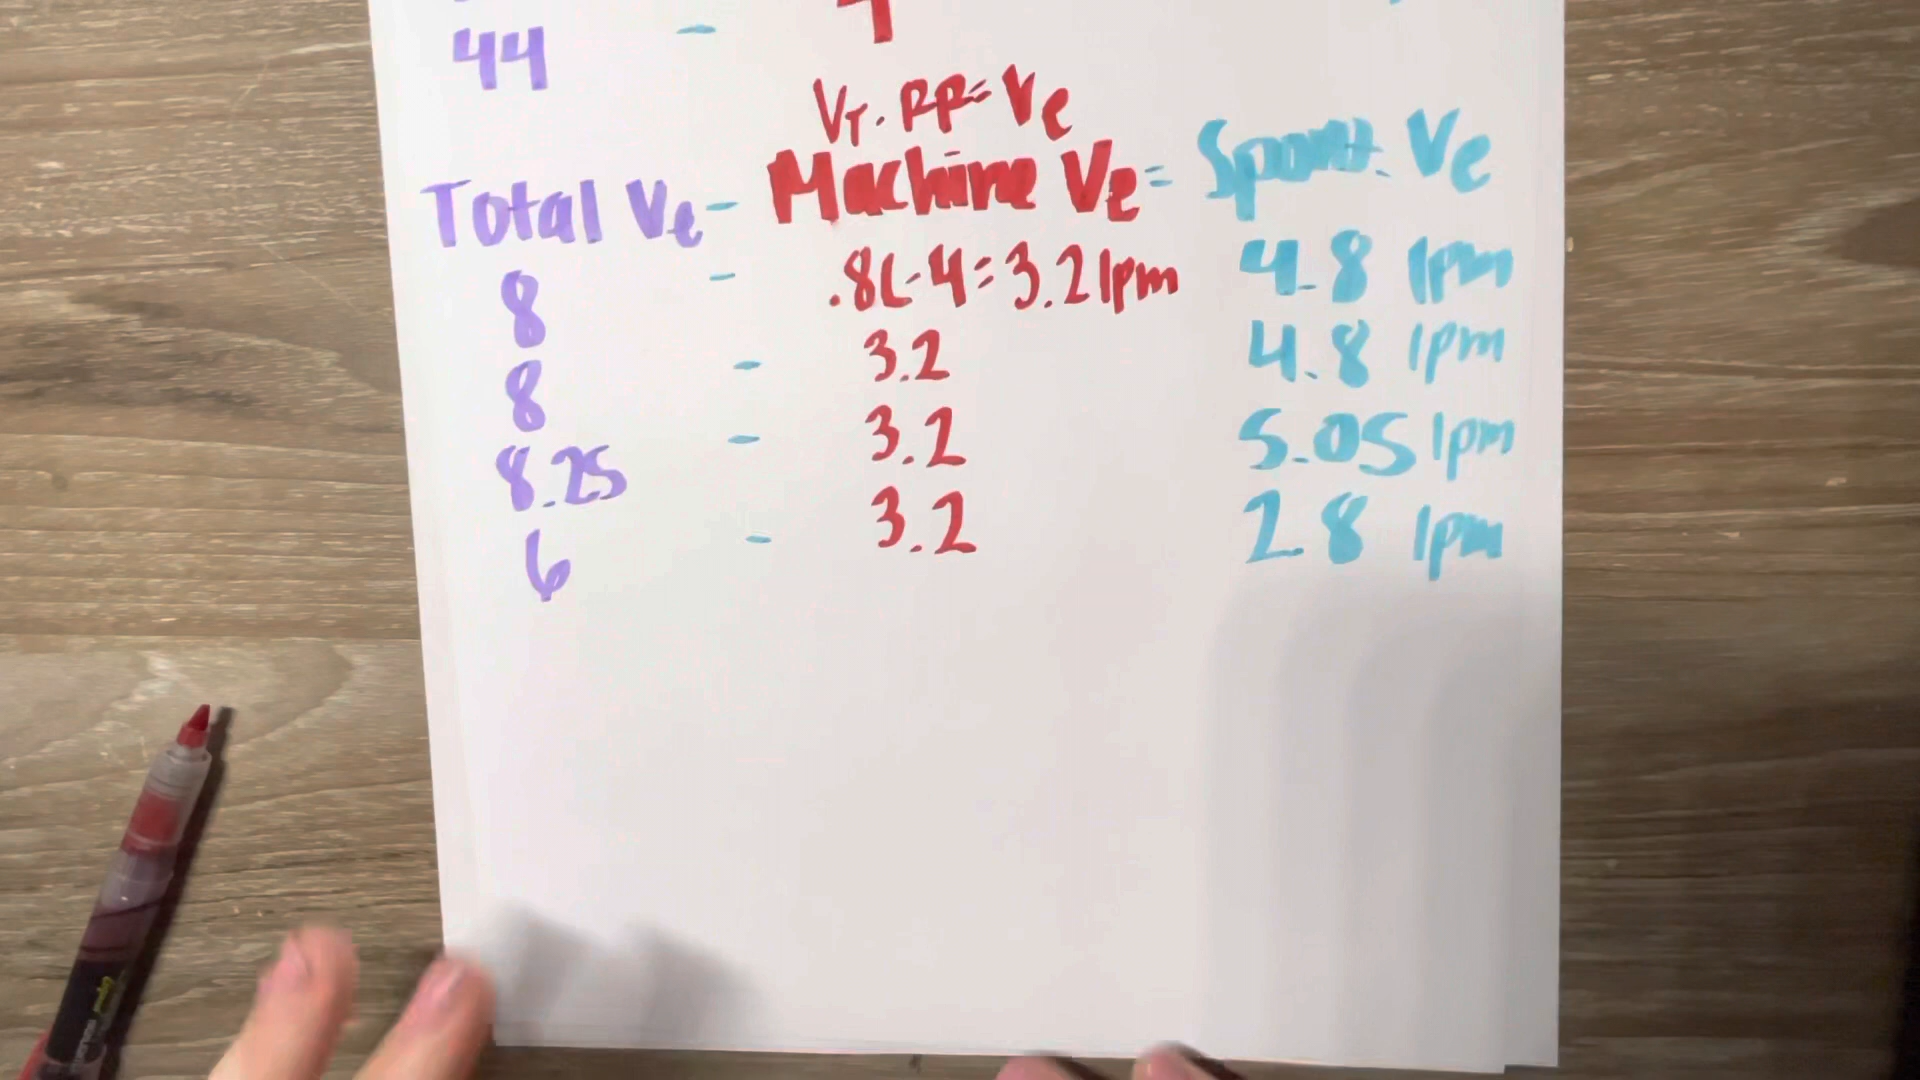 44 - 4
VT . RR = Ve
Total Ve - Machine Ve = Spont. Ve
8 - .8L · 4 = 3.2 lpm 4.8 lpm
8 - 3.2 4.8 lpm
8.25 - 3.2 5.05 lpm
6 - 3.2 2.8 lpm